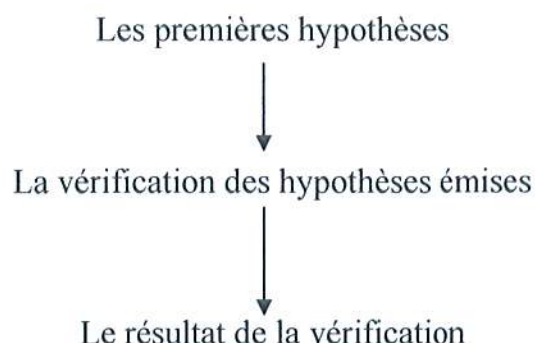 Les premières hypothèses
La vérification des hypothèses émises
Le résultat de la vérification